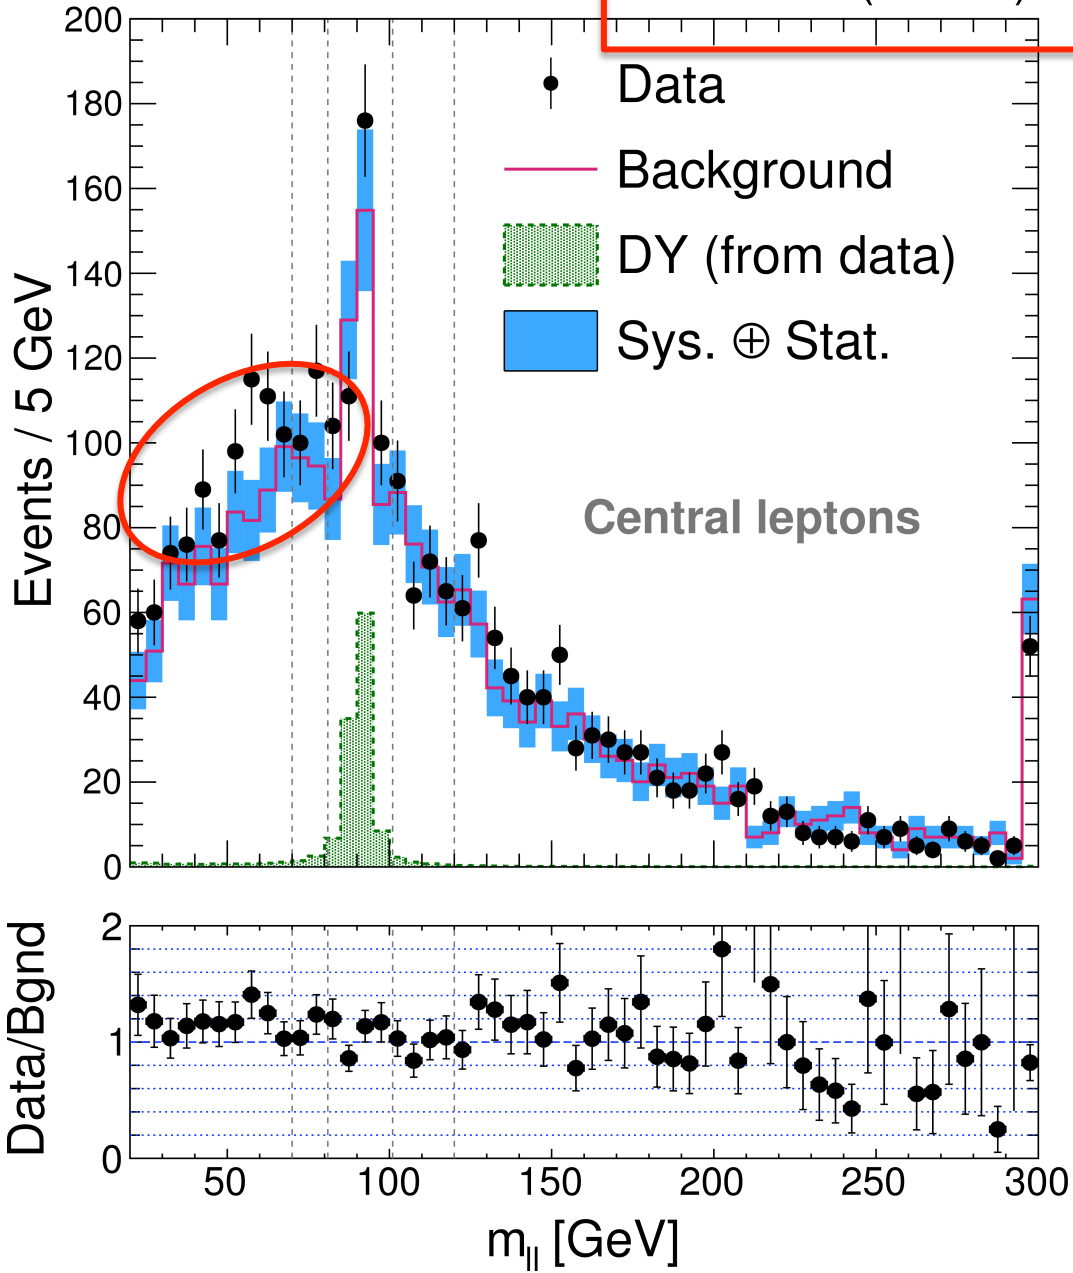 200
180
160
140
120
100
80
60
40
20
0
Events / 5 GeV
Data
Background
DY (from data)
Sys. ⊕ Stat.
Central leptons
2
1
0
Data/Bgnd
50 100 150 200 250 300
m_ll [GeV]